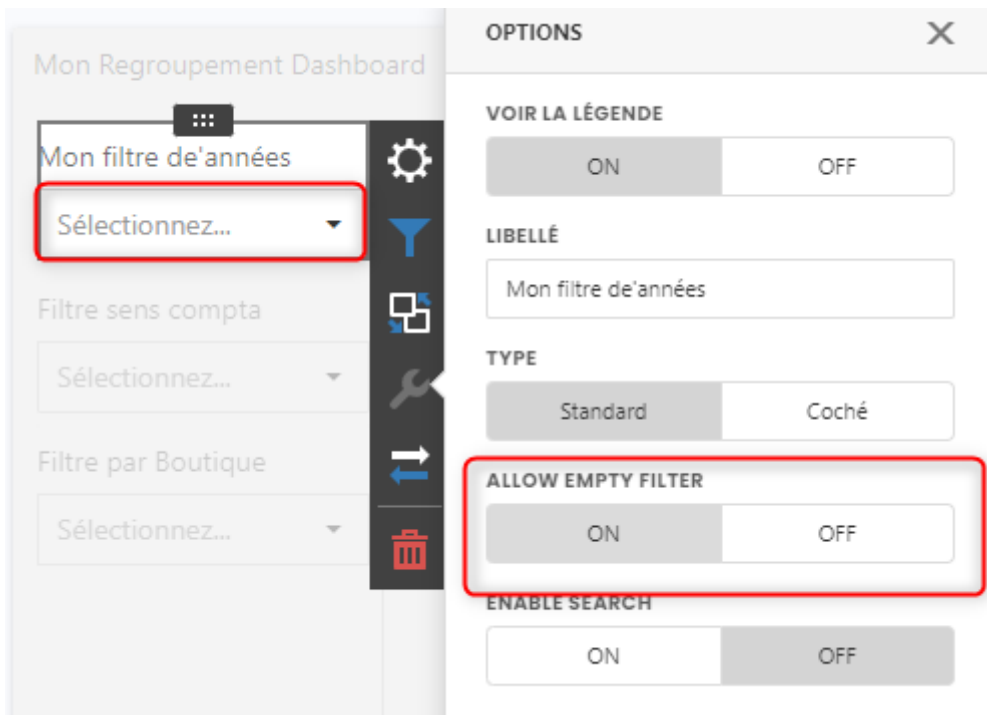 Mon Regroupement Dashboard
Mon filtre de'années
Sélectionnez...
Filtre sens compta
Sélectionnez...
Filtre par Boutique
Sélectionnez...
OPTIONS
VOIR LA LÉGENDE
ON OFF
LIBELLÉ
Mon filtre de'années
TYPE
Standard Coché
ALLOW EMPTY FILTER
ON OFF
ENABLE SEARCH
ON OFF